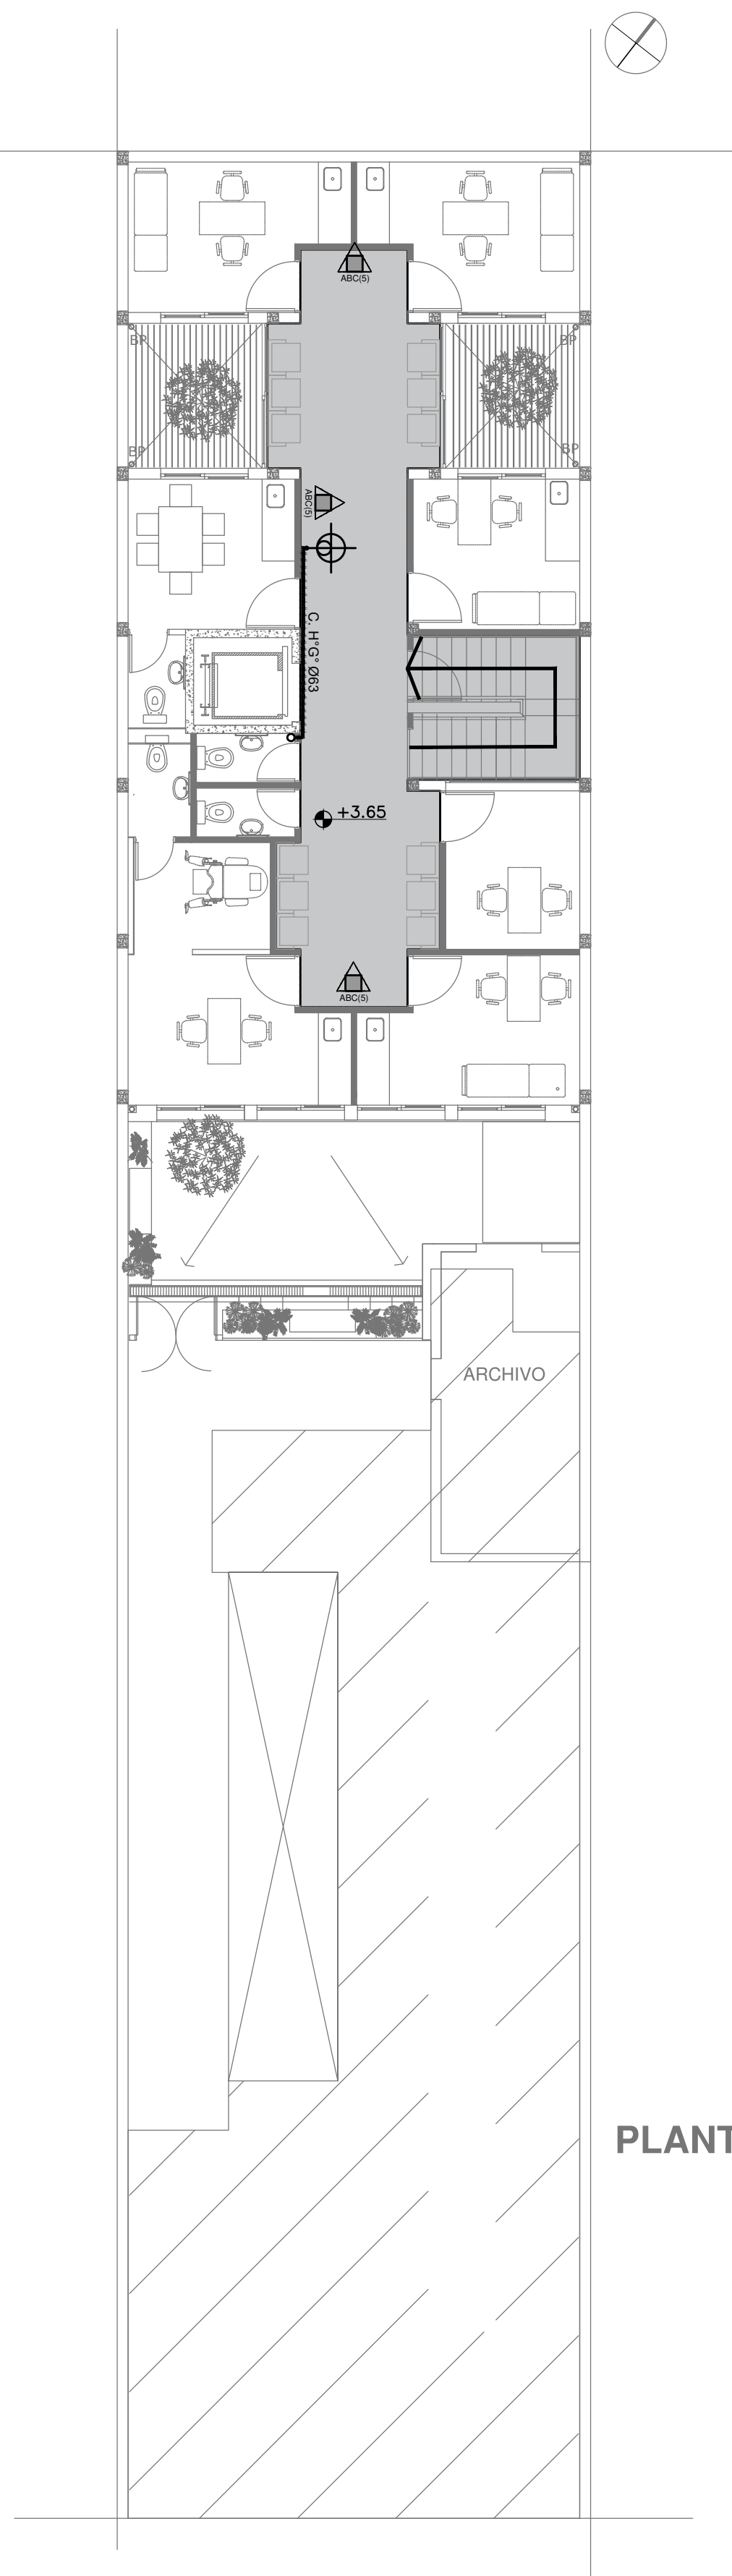 ABC(5)
BP
BP
BP
BP
ABC(5)
C. H°G° Ø63
+3.65
ABC(5)
ARCHIVO
PLANT